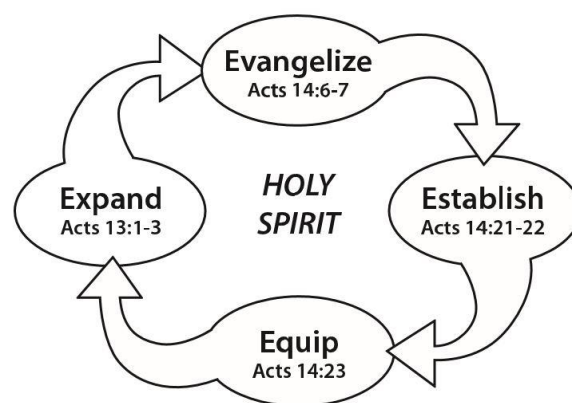 Evangelize
Acts 14:6-7
Expand
Acts 13:1-3
HOLY
SPIRIT
Establish
Acts 14:21-22
Equip
Acts 14:23